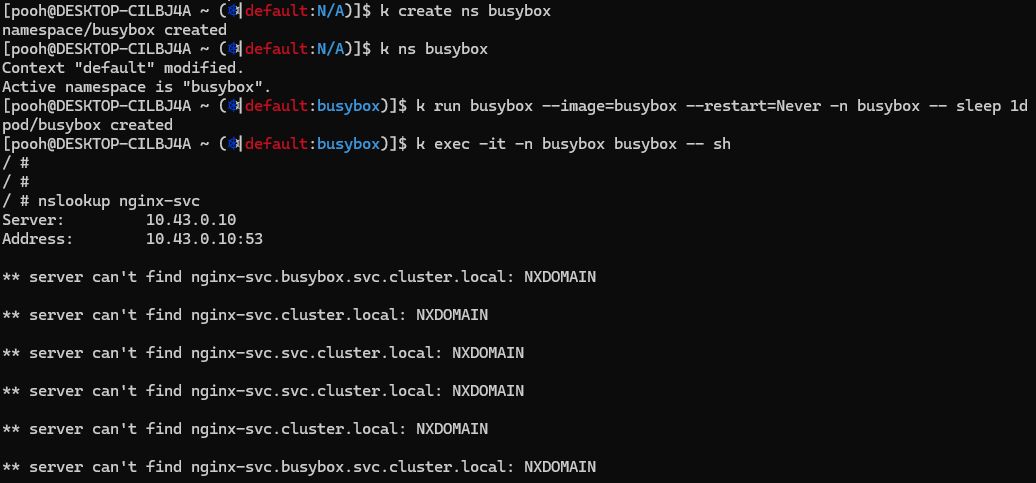 [pooh@DESKTOP-CILBJ4A ~ (⎈|default:N/A)]$ k create ns busybox
namespace/busybox created
[pooh@DESKTOP-CILBJ4A ~ (⎈|default:N/A)]$ k ns busybox
Context "default" modified.
Active namespace is "busybox".
[pooh@DESKTOP-CILBJ4A ~ (⎈|default:busybox)]$ k run busybox --image=busybox --restart=Never -n busybox -- sleep 1d
pod/busybox created
[pooh@DESKTOP-CILBJ4A ~ (⎈|default:busybox)]$ k exec -it -n busybox busybox -- sh
/ #
/ #
/ # nslookup nginx-svc
Server: 10.43.0.10
Address: 10.43.0.10:53
** server can't find nginx-svc.busybox.svc.cluster.local: NXDOMAIN
** server can't find nginx-svc.cluster.local: NXDOMAIN
** server can't find nginx-svc.svc.cluster.local: NXDOMAIN
** server can't find nginx-svc.svc.cluster.local: NXDOMAIN
** server can't find nginx-svc.cluster.local: NXDOMAIN
** server can't find nginx-svc.busybox.svc.cluster.local: NXDOMAIN